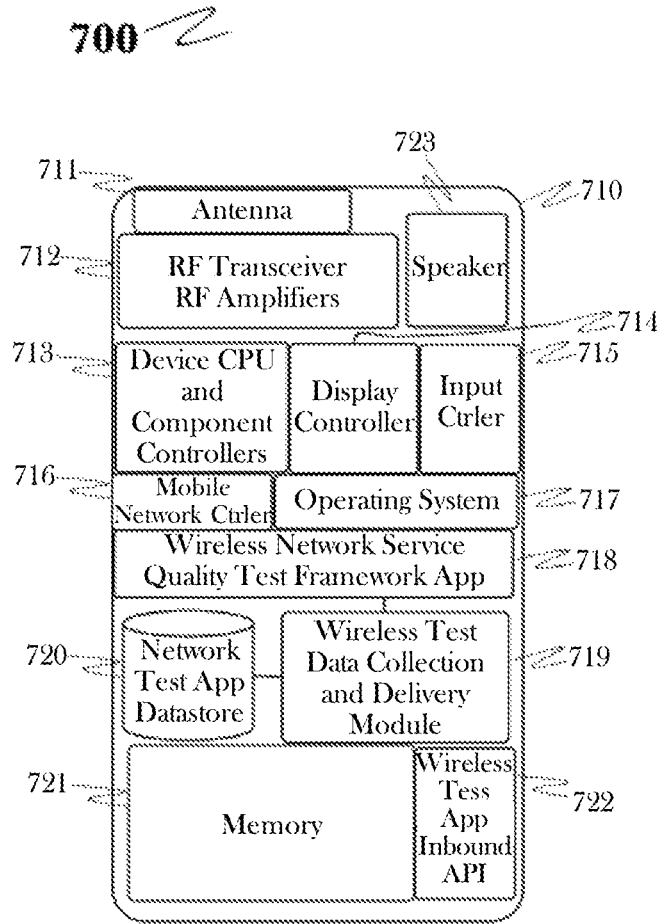 700
723
711
710
Antenna
712
RF Transceiver
RF Amplifiers
Speaker
714
713
715
Device CPU
and
Component
Controllers
Display
Controller
Input
Ctrler
716
Mobile
Network Ctrler
Operating System
717
Wireless Network Service
Quality Test Framework App
718
720
Network
Test App
Datastore
Wireless Test
Data Collection
and Delivery
Module
719
721
Memory
Wireless
Tess
App
Inbound
API
722